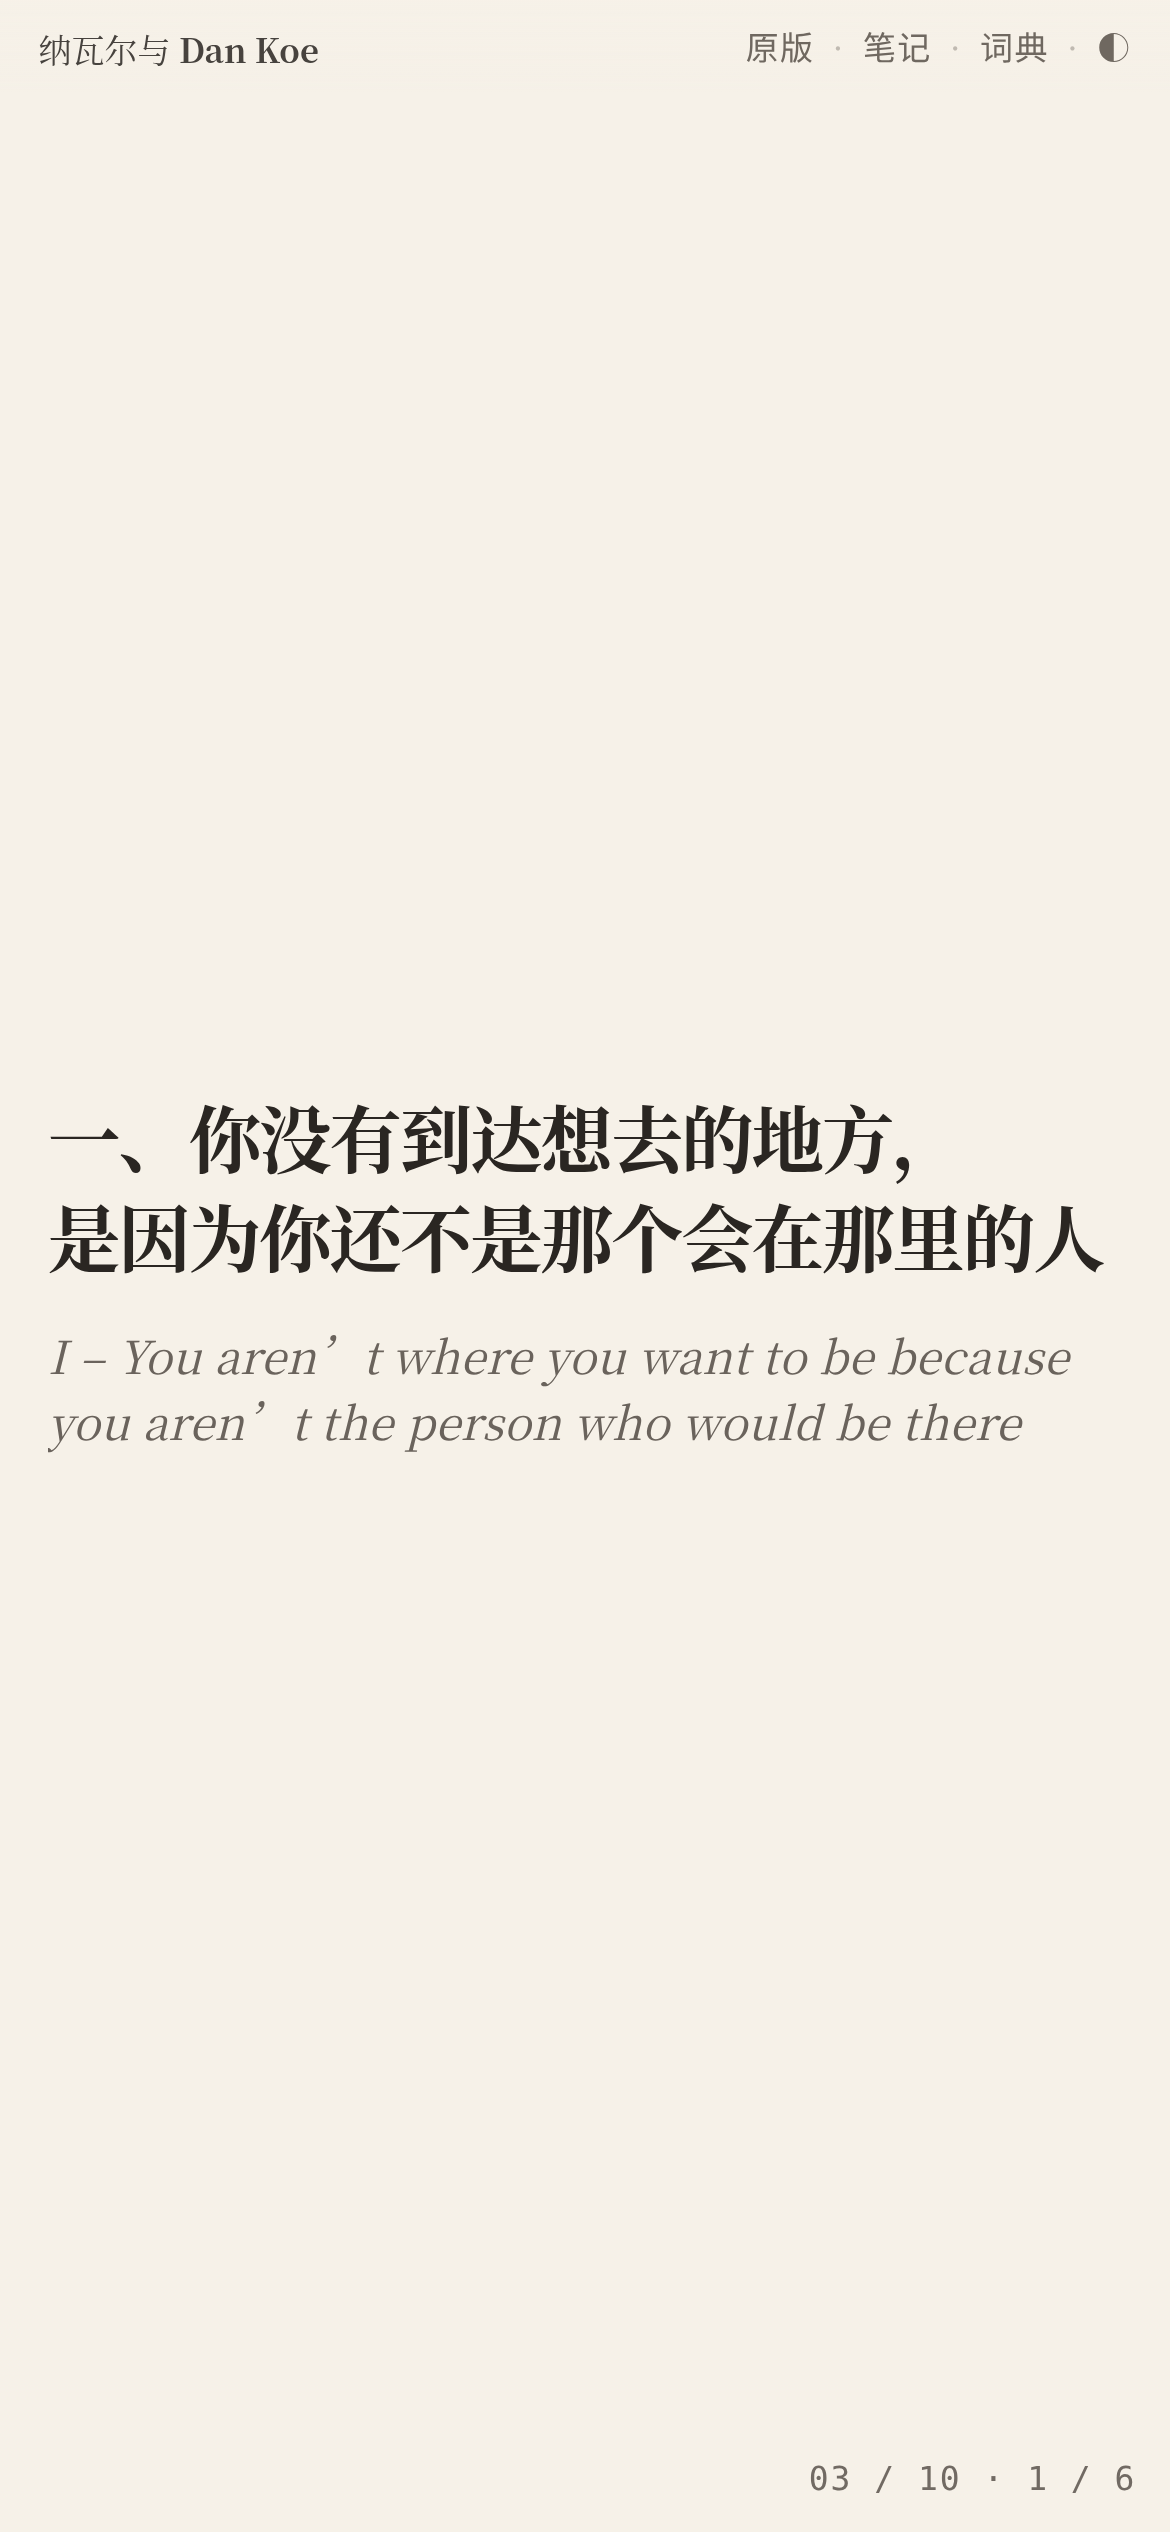 纳瓦尔与 Dan Koe
原版 · 笔记 · 词典 · ◐
一、你没有到达想去的地方，
是因为你还不是那个会在那里的人
I – You aren’t where you want to be because
you aren’t the person who would be there
03 / 10 · 1 / 6